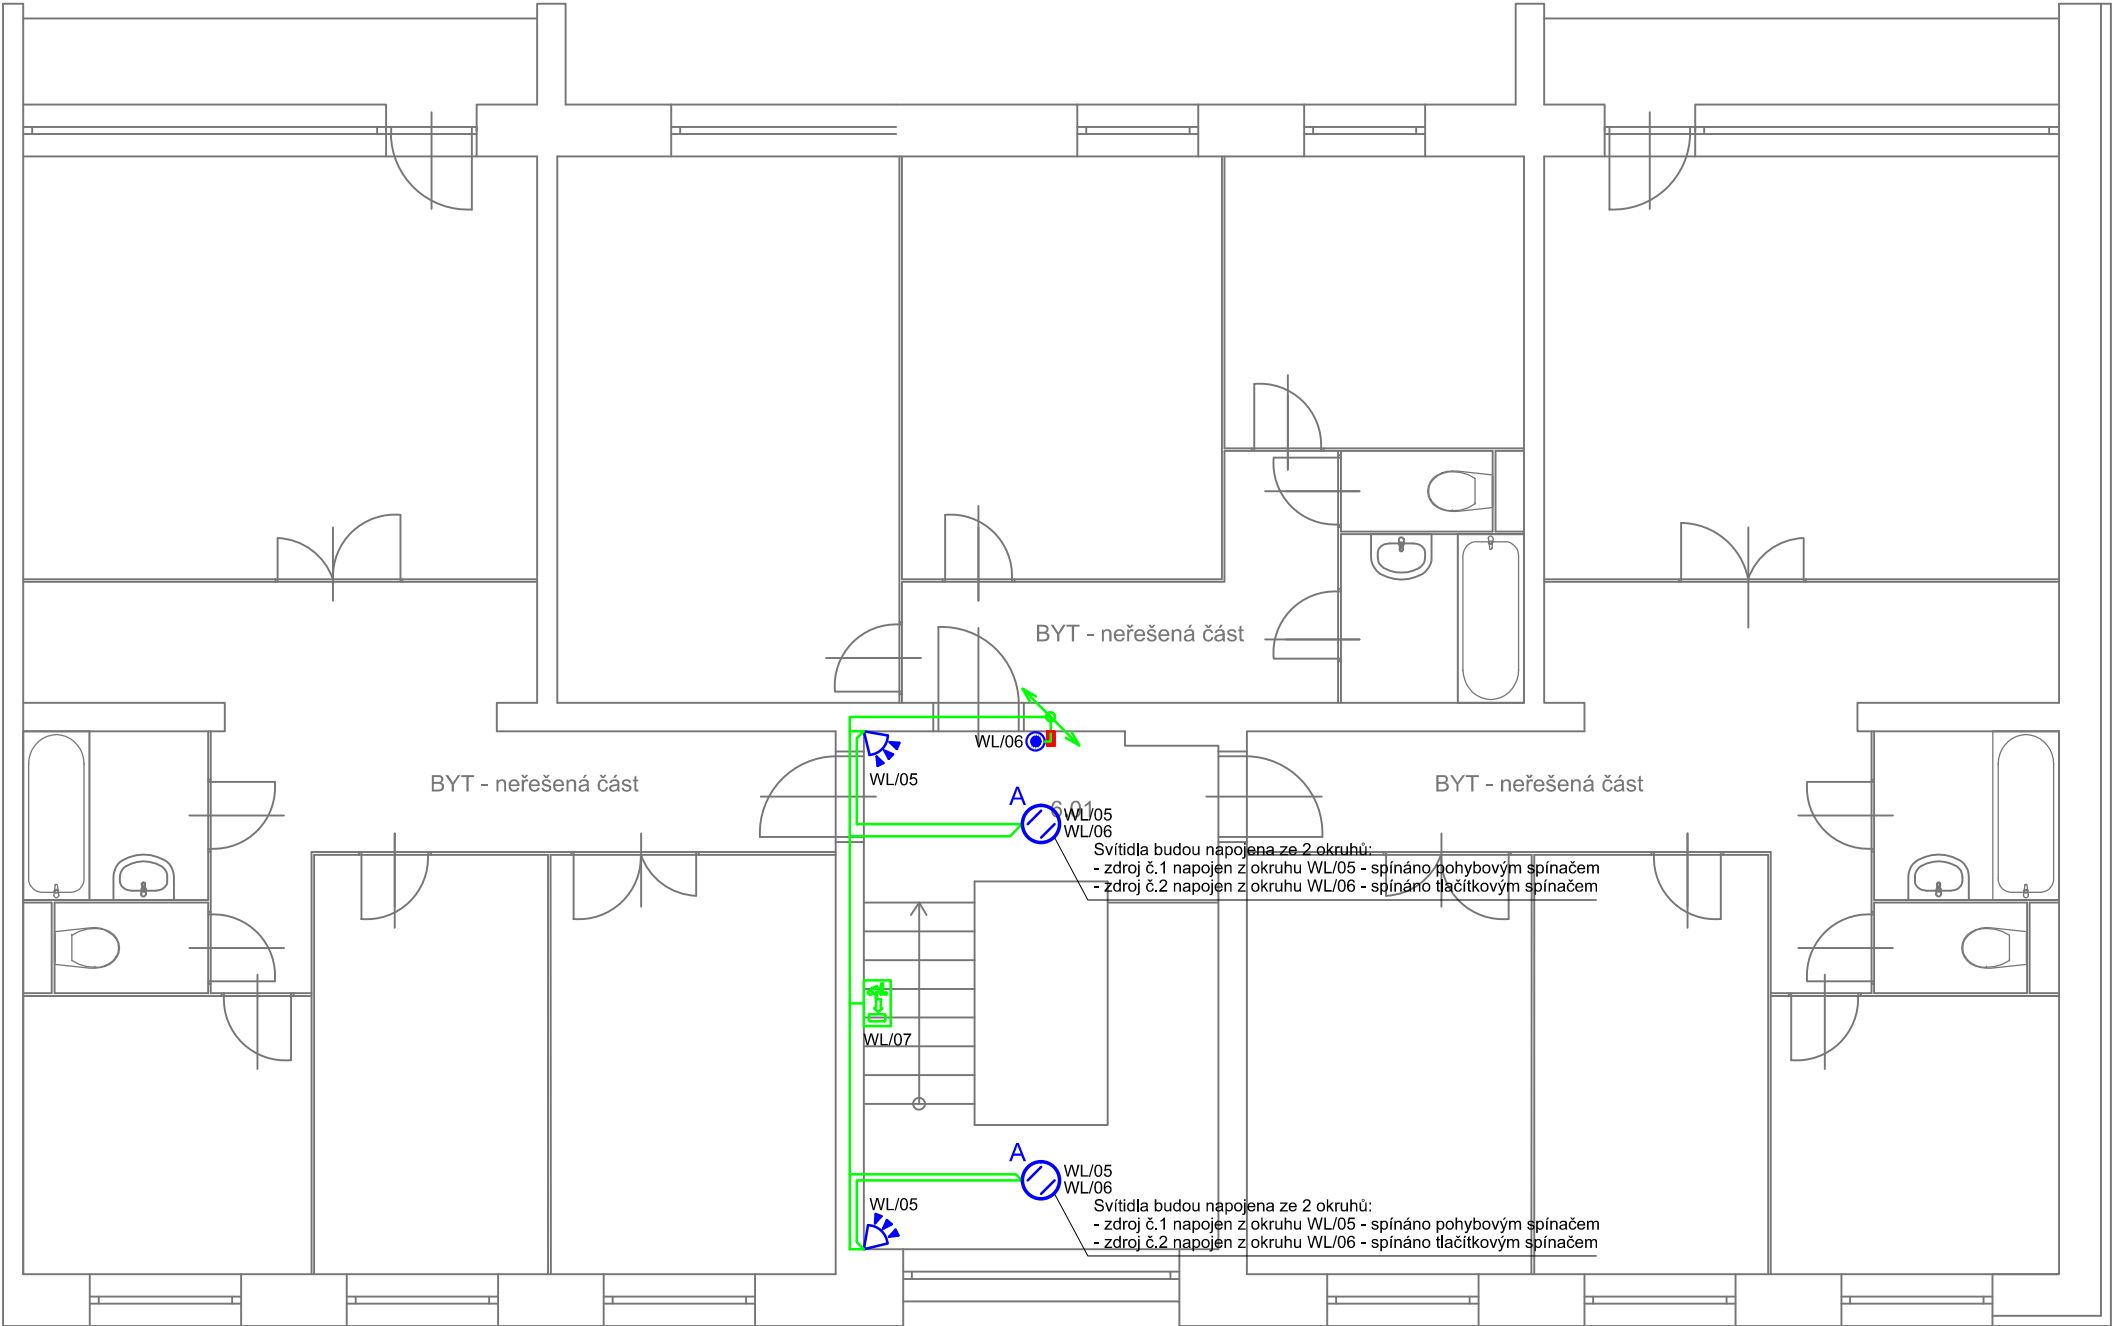 BYT - neřešená část
WL/06
WL/05
BYT - neřešená část
BYT - neřešená část
A
6.01
WL/05
WL/06
Svítidla budou napojena ze 2 okruhů:
- zdroj č.1 napojen z okruhu WL/05 - spínáno pohybovým spínačem
- zdroj č.2 napojen z okruhu WL/06 - spínáno tlačítkovým spínačem
WL/07
A
WL/05
WL/06
WL/05
Svítidla budou napojena ze 2 okruhů:
- zdroj č.1 napojen z okruhu WL/05 - spínáno pohybovým spínačem
- zdroj č.2 napojen z okruhu WL/06 - spínáno tlačítkovým spínačem